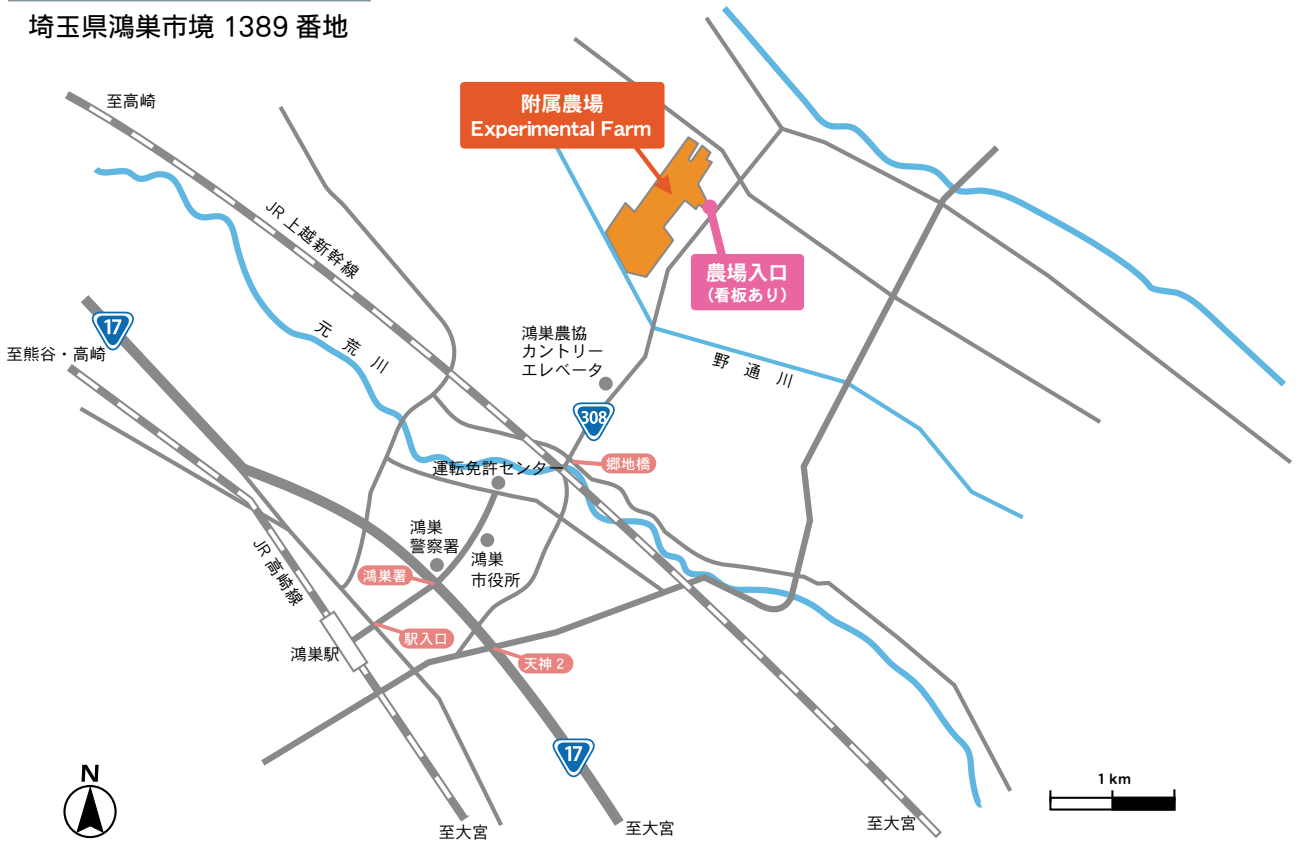 埼玉県鴻巣市境 1389 番地
至高崎
附属農場
Experimental Farm
JR 上越新幹線
農場入口
(看板あり)
17
至熊谷・高崎
元荒川
鴻巣農協
カントリー
エレベータ
野通川
308
郷地橋
運転免許センター
鴻巣
警察署
鴻巣
市役所
JR 高崎線
鴻巣署
駅入口
鴻巣駅
天神 2
17
N
1 km
至大宮
至大宮
至大宮